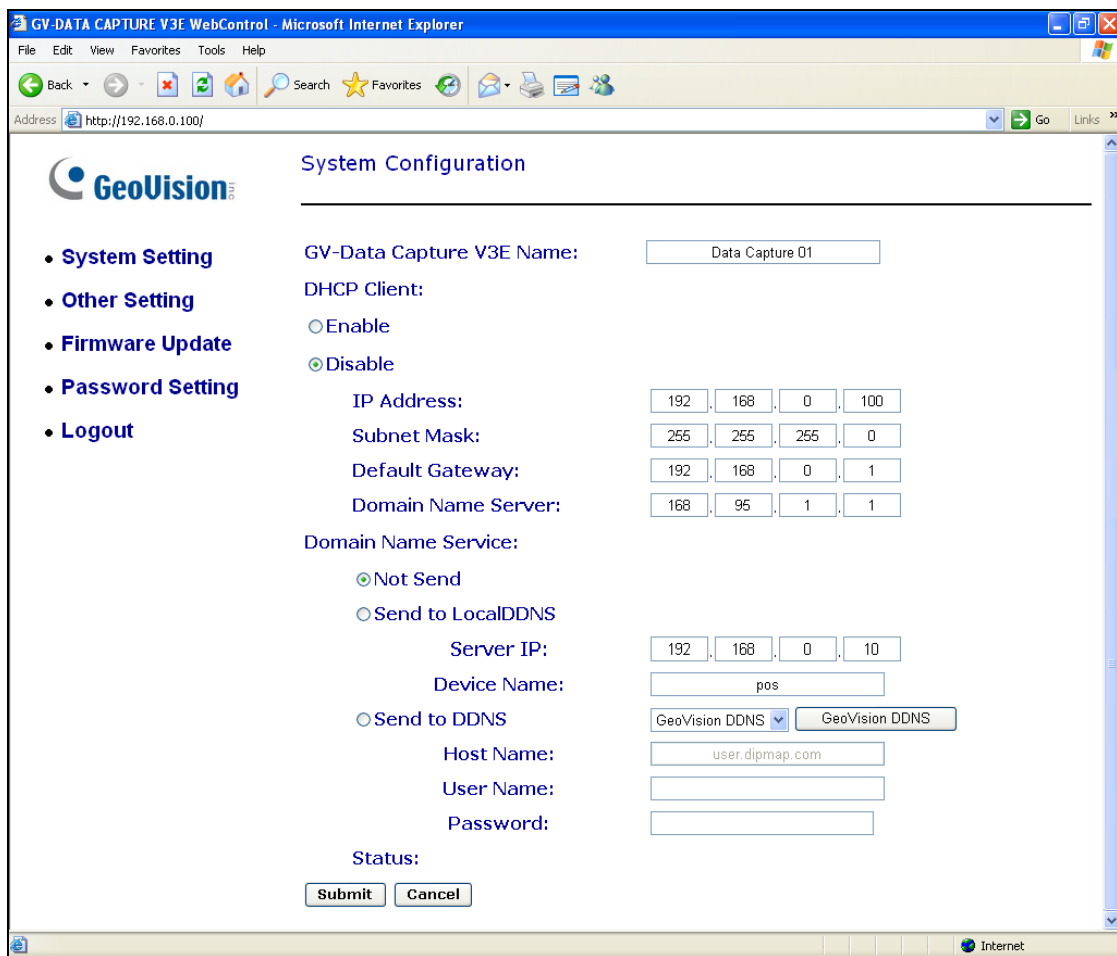 GV-DATA CAPTURE V3E WebControl - Microsoft Internet Explorer
File Edit View Favorites Tools Help
Back Search Favorites
Address http://192.168.0.100/ Go Links »
GeoVision inc
System Configuration
System Setting
Other Setting
Firmware Update
Password Setting
Logout
GV-Data Capture V3E Name: Data Capture 01
DHCP Client:
Enable
Disable
IP Address: 192 . 168 . 0 . 100
Subnet Mask: 255 . 255 . 255 . 0
Default Gateway: 192 . 168 . 0 . 1
Domain Name Server: 168 . 95 . 1 . 1
Domain Name Service:
Not Send
Send to LocalDDNS
Server IP: 192 . 168 . 0 . 10
Device Name: pos
Send to DDNS GeoVision DDNS GeoVision DDNS
Host Name: user.dipmap.com
User Name:
Password:
Status:
Submit Cancel
Internet